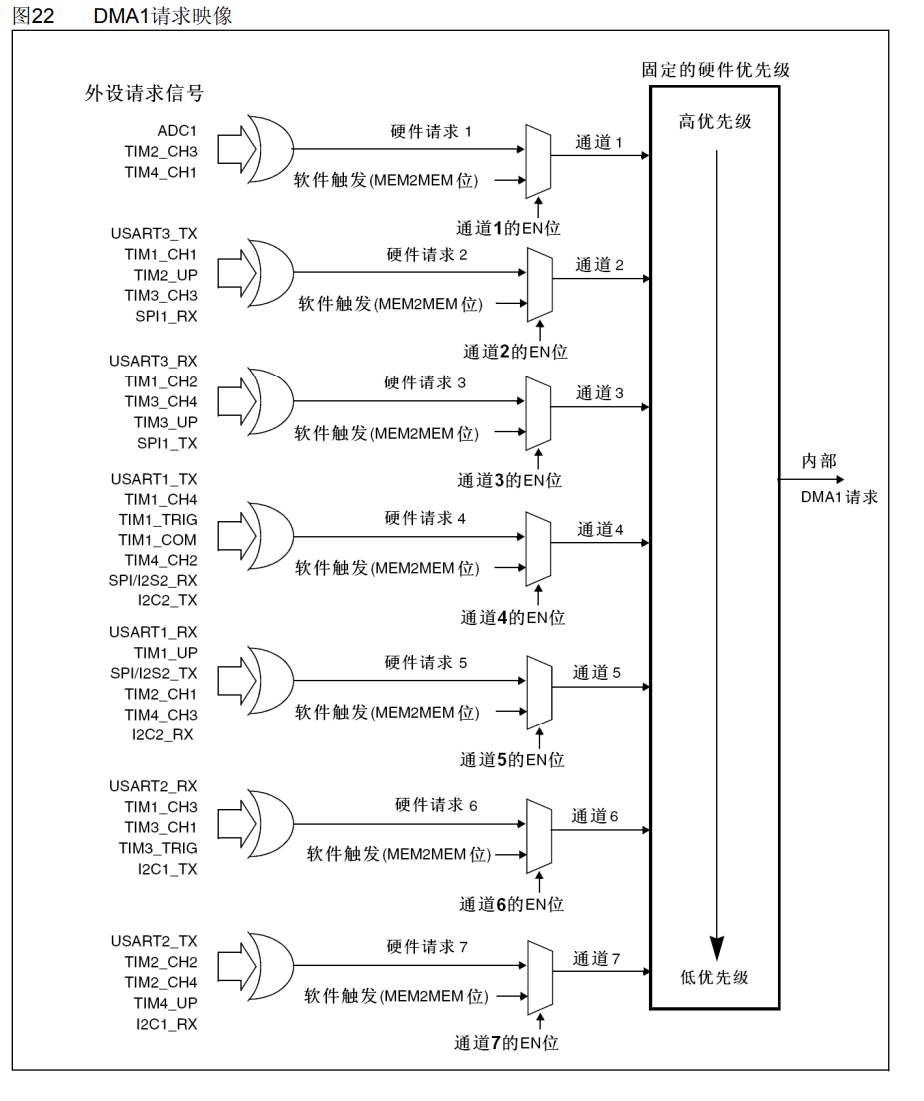 图22 DMA1请求映像
固定的硬件优先级
外设请求信号
高优先级
ADC1
TIM2_CH3
TIM4_CH1
硬件请求 1
通道1
软件触发(MEM2MEM 位)
通道1的EN位
USART3_TX
TIM1_CH1
TIM2_UP
TIM3_CH3
SPI1_RX
硬件请求 2
通道2
软件触发(MEM2MEM 位)
通道2的EN位
USART3_RX
TIM1_CH2
TIM3_CH4
TIM3_UP
SPI1_TX
硬件请求 3
通道3
软件触发(MEM2MEM 位)
通道3的EN位
内部
DMA1请求
USART1_TX
TIM1_CH4
TIM1_TRIG
TIM1_COM
TIM4_CH2
SPI/I2S2_RX
I2C2_TX
硬件请求 4
通道4
软件触发(MEM2MEM 位)
通道4的EN位
USART1_RX
TIM1_UP
SPI/I2S2_TX
TIM2_CH1
TIM4_CH3
I2C2_RX
硬件请求 5
通道5
软件触发(MEM2MEM 位)
通道5的EN位
USART2_RX
TIM1_CH3
TIM3_CH1
TIM3_TRIG
I2C1_TX
硬件请求 6
通道6
软件触发(MEM2MEM 位)
通道6的EN位
USART2_TX
TIM2_CH2
TIM2_CH4
TIM4_UP
I2C1_RX
硬件请求 7
通道7
软件触发(MEM2MEM 位)
通道7的EN位
低优先级